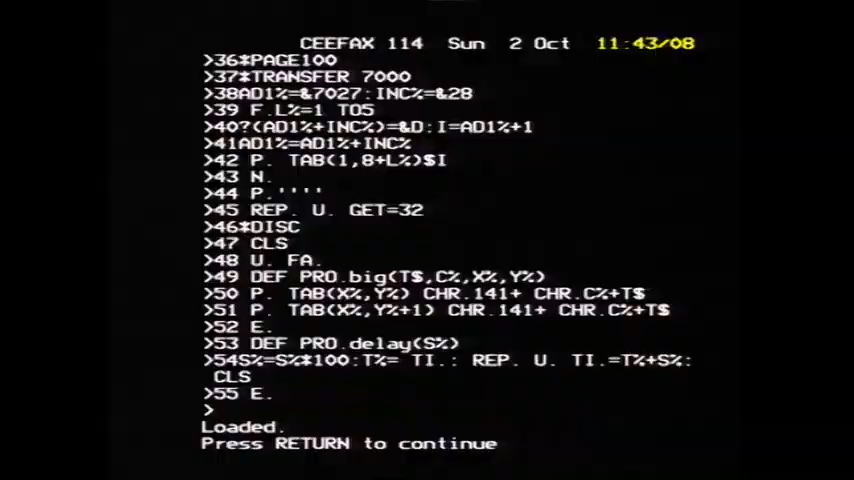 CEEFAX 114 Sun 2 Oct 11:43/08
>36*PAGE100
>37*TRANSFER 7000
>38AD1%=&7027:INC%=&28
>39 F.L%=1 TO5
>40?(AD1%+INC%)=&D:I=AD1%+1
>41AD1%=AD1%+INC%
>42 P. TAB(1,8+L%)$I
>43 N.
>44 P.''''
>45 REP. U. GET=32
>46*DISC
>47 CLS
>48 U. FA.
>49 DEF PRO.big(T$,C%,X%,Y%)
>50 P. TAB(X%,Y%) CHR.141+ CHR.C%+T$
>51 P. TAB(X%,Y%+1) CHR.141+ CHR.C%+T$
>52 E.
>53 DEF PRO.delay(S%)
>54S%=S%*100:T%= TI.: REP. U. TI.=T%+S%:
CLS
>55 E.
>
Loaded.
Press RETURN to continue